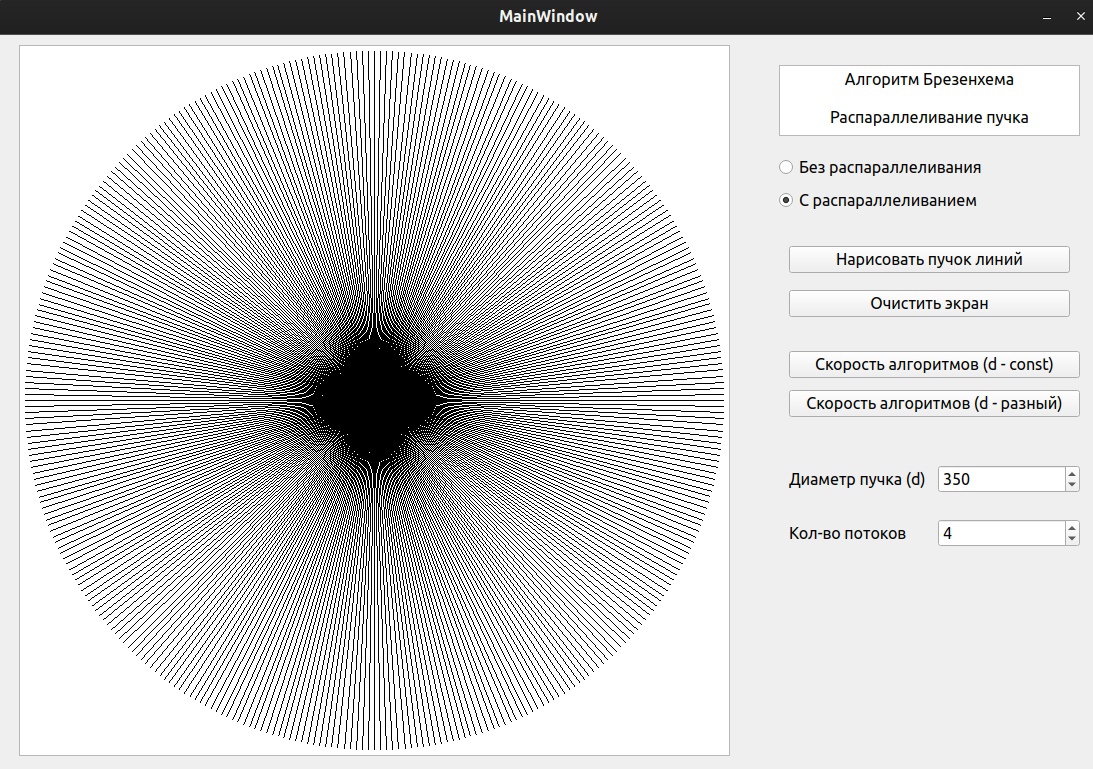 MainWindow
Алгоритм Брезенхема
Распараллеливание пучка
Без распараллеливания
С распараллеливанием
Нарисовать пучок линий
Очистить экран
Скорость алгоритмов (d - const)
Скорость алгоритмов (d - разный)
Диаметр пучка (d) 350
Кол-во потоков 4